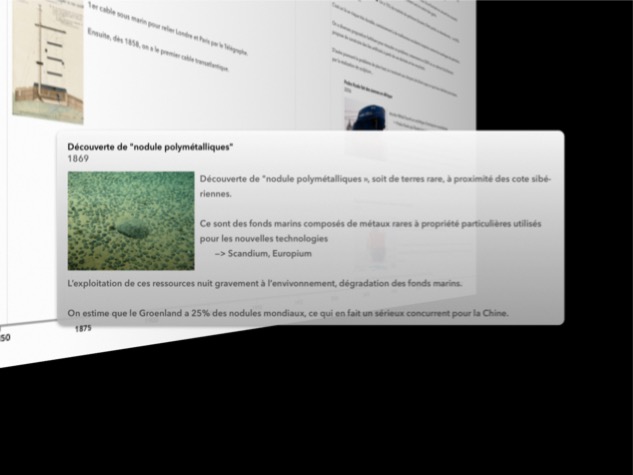 1er cable sous marin pour relier Londre et Paris par le Télégraphe.
Ensuite, dès 1858, on a le premier cable transatlantique.
Découverte de "nodule polymétalliques"
1869
Découverte de "nodule polymétalliques », soit de terres rare, à proximité des cote sibé-
riennes.
Ce sont des fonds marins composés de métaux rares à propriété particulières utilisés
pour les nouvelles technologies
—> Scandium, Europium
L'exploitation de ces ressources nuit gravement à l'envivonnement, dégradation des fonds marins.
On estime que le Groenland a 25% des nodules mondiaux, ce qui en fait un sérieux concurrent pour la Chine.
50
1875